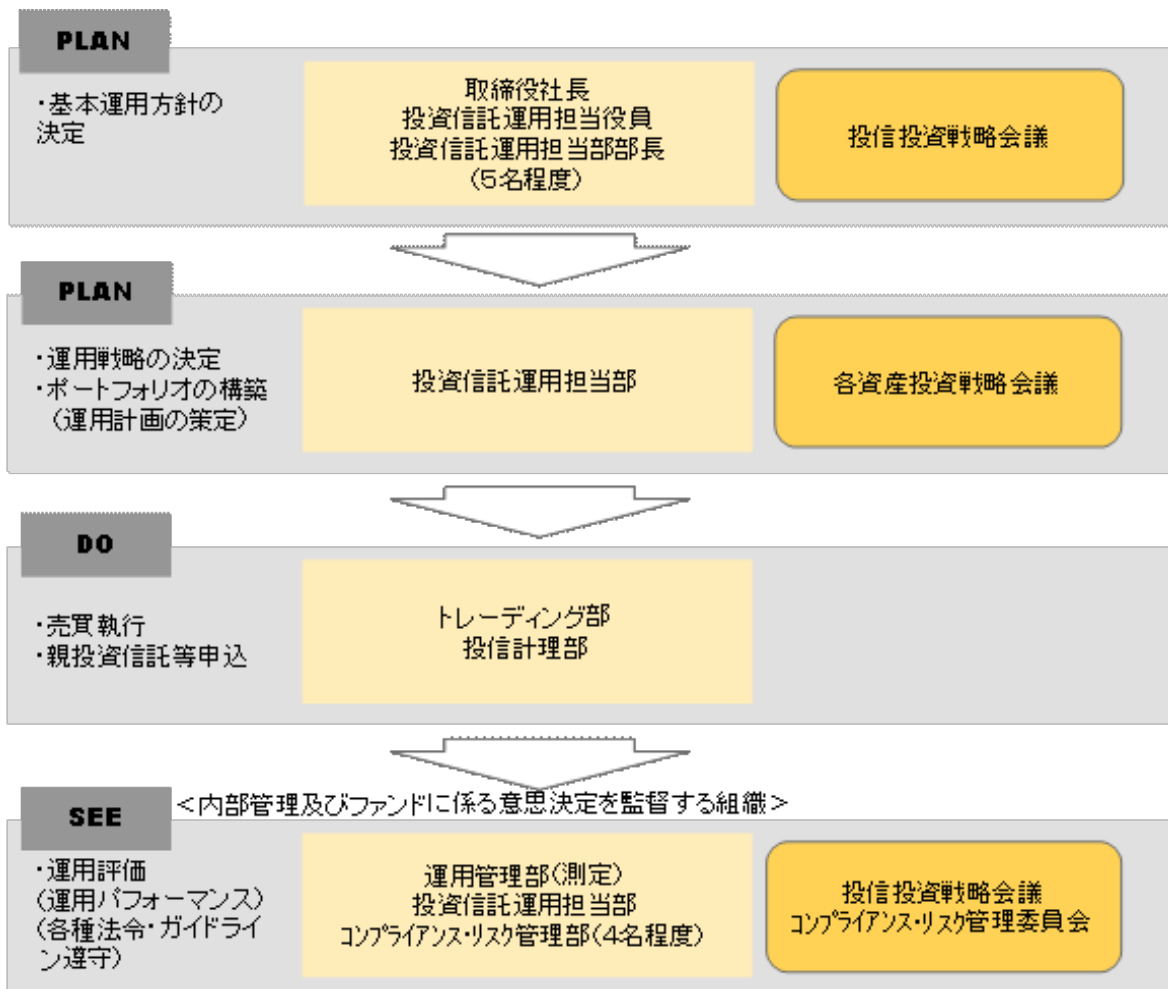 PLAN
・基本運用方針の
決定
取締役社長
投資信託運用担当役員
投資信託運用担当部部長
(5名程度)
投信投資戦略会議
PLAN
・運用戦略の決定
・ポートフォリオの構築
(運用計画の策定)
投資信託運用担当部
各資産投資戦略会議
DO
・売買執行
・親投資信託等申込
トレーディング部
投信計理部
<内部管理及びファンドに係る意思決定を監督する組織>
SEE
・運用評価
(運用パフォーマンス)
(各種法令・ガイドライ
ン遵守)
運用管理部(測定)
投資信託運用担当部
コンプライアンス・リスク管理部(4名程度)
投信投資戦略会議
コンプライアンス・リスク管理委員会